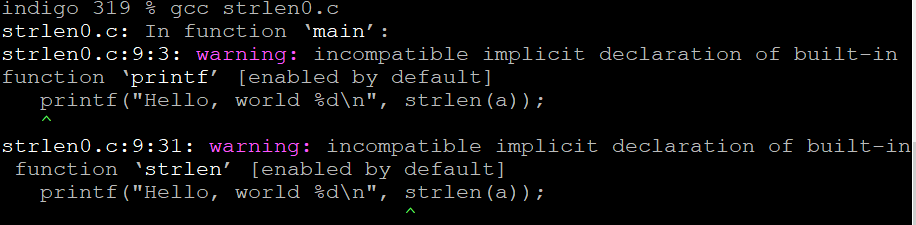 indigo 319 % gcc strlen0.c
strlen0.c: In function ‘main’:
strlen0.c:9:3: warning: incompatible implicit declaration of built-in
function ‘printf’ [enabled by default]
   printf("Hello, world %d\n", strlen(a));
   ^
strlen0.c:9:31: warning: incompatible implicit declaration of built-in
 function ‘strlen’ [enabled by default]
   printf("Hello, world %d\n", strlen(a));
                               ^